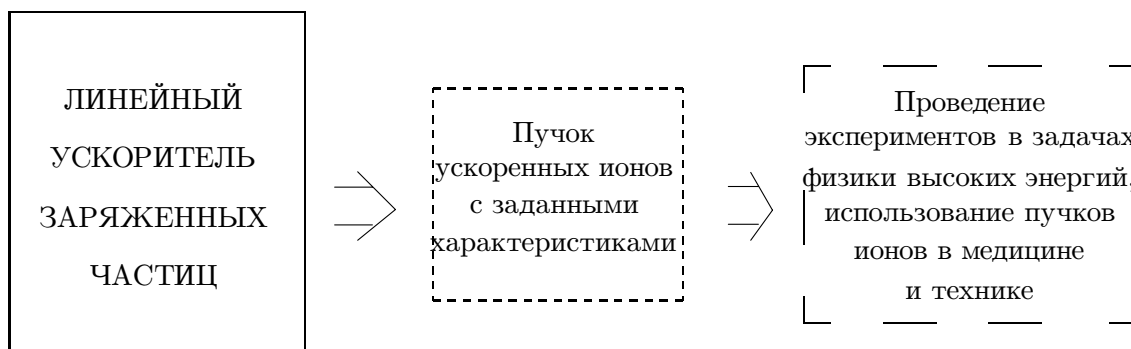 ЛИНЕЙНЫЙ
УСКОРИТЕЛЬ
ЗАРЯЖЕННЫХ
ЧАСТИЦ
Пучок
ускоренных ионов
с заданными
характеристиками
Проведение
экспериментов в задачах
физики высоких энергий,
использование пучков
ионов в медицине
и технике